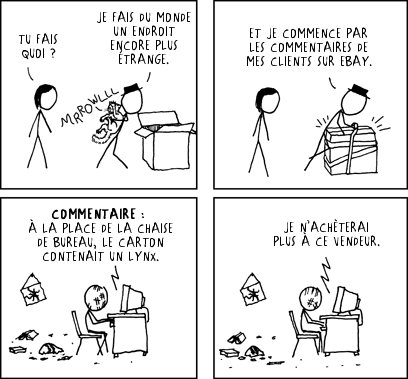 TU FAIS
QUOI ?
JE FAIS DU MONDE
UN ENDROIT
ENCORE PLUS
ÉTRANGE.
MRROWLLL
ET JE COMMENCE PAR
LES COMMENTAIRES DE
MES CLIENTS SUR EBAY.
COMMENTAIRE :
À LA PLACE DE LA CHAISE
DE BUREAU, LE CARTON
CONTENAIT UN LYNX.
JE N'ACHÈTERAI
PLUS À CE VENDEUR.